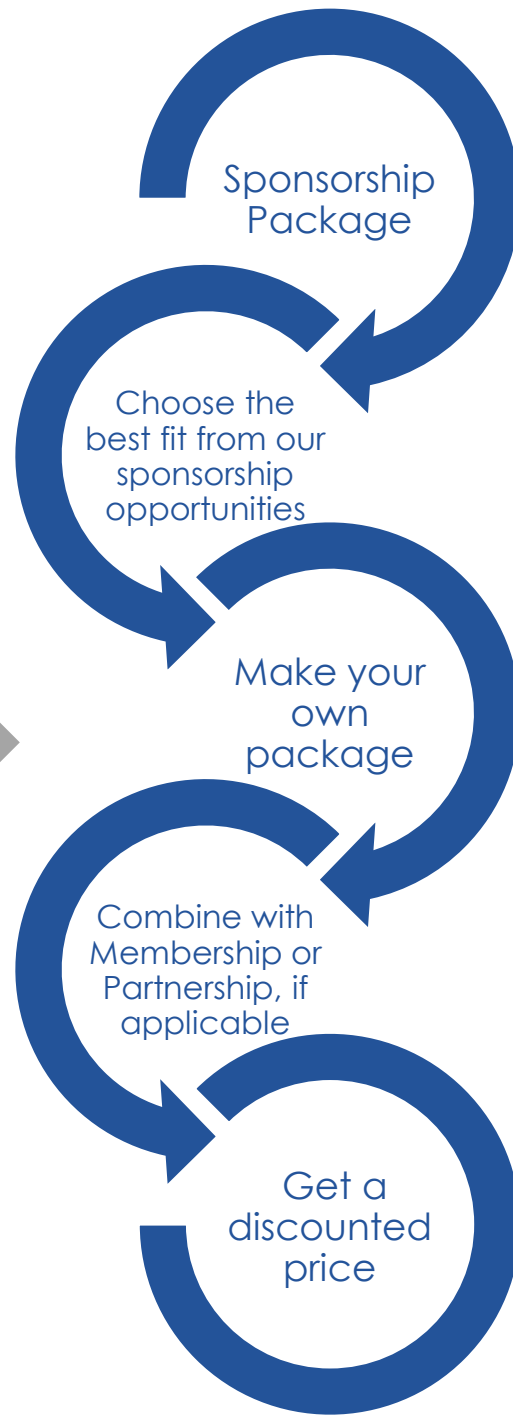 Sponsorship
Package
Choose the
best fit from our
sponsorship
opportunities
Make your
own
package
Combine with
Membership or
Partnership, if
applicable
Get a
discounted
price